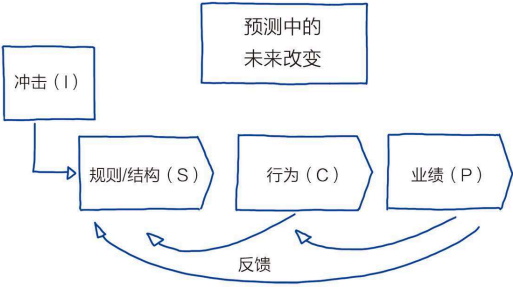 预测中的
未来改变
冲击（I）
规则/结构（S）
行为（C）
业绩（P）
反馈